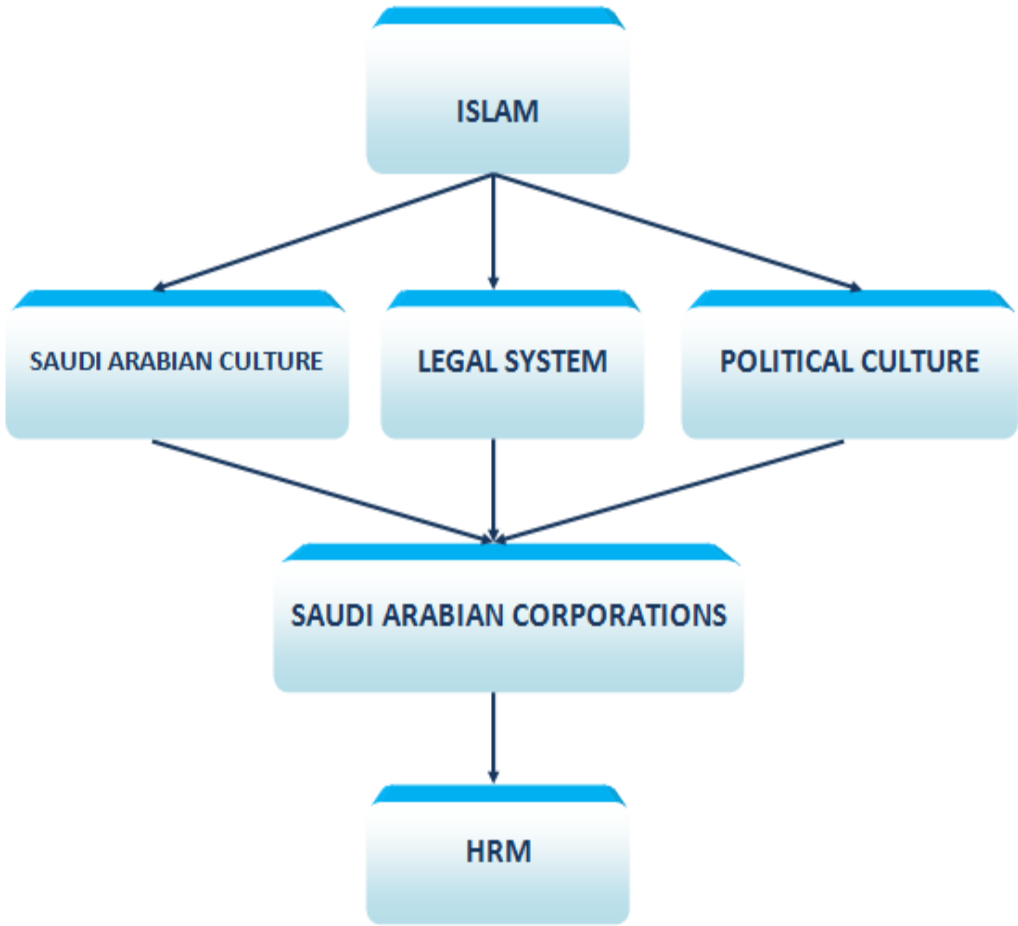 ISLAM
SAUDI ARABIAN CULTURE
LEGAL SYSTEM
POLITICAL CULTURE
SAUDI ARABIAN CORPORATIONS
HRM